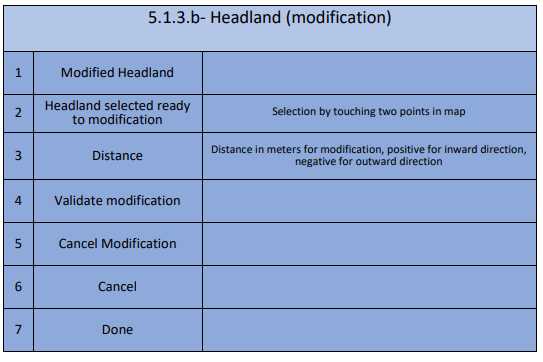 5.1.3.b- Headland (modification)
1 Modified Headland
2 Headland selected ready to modification Selection by touching two points in map
3 Distance Distance in meters for modification, positive for inward direction, negative for outward direction
4 Validate modification
5 Cancel Modification
6 Cancel
7 Done